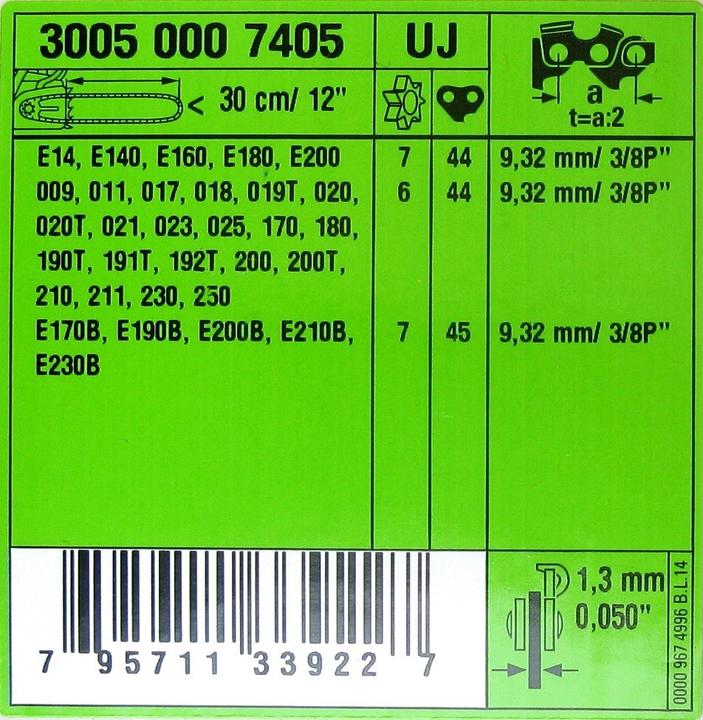 3005 000 7405 UJ
a
t=a:2
< 30 cm/ 12"
E14, E140, E160, E180, E200 7 44 9,32 mm/ 3/8P"
009, 011, 017, 018, 019T, 020, 6 44 9,32 mm/ 3/8P"
020T, 021, 023, 025, 170, 180,
190T, 191T, 192T, 200, 200T,
210, 211, 230, 250
E170B, E190B, E200B, E210B, 7 45 9,32 mm/ 3/8P"
E230B
7 95711 33922 7
1,3 mm
0,050"
0000 967 4996 B.L.14